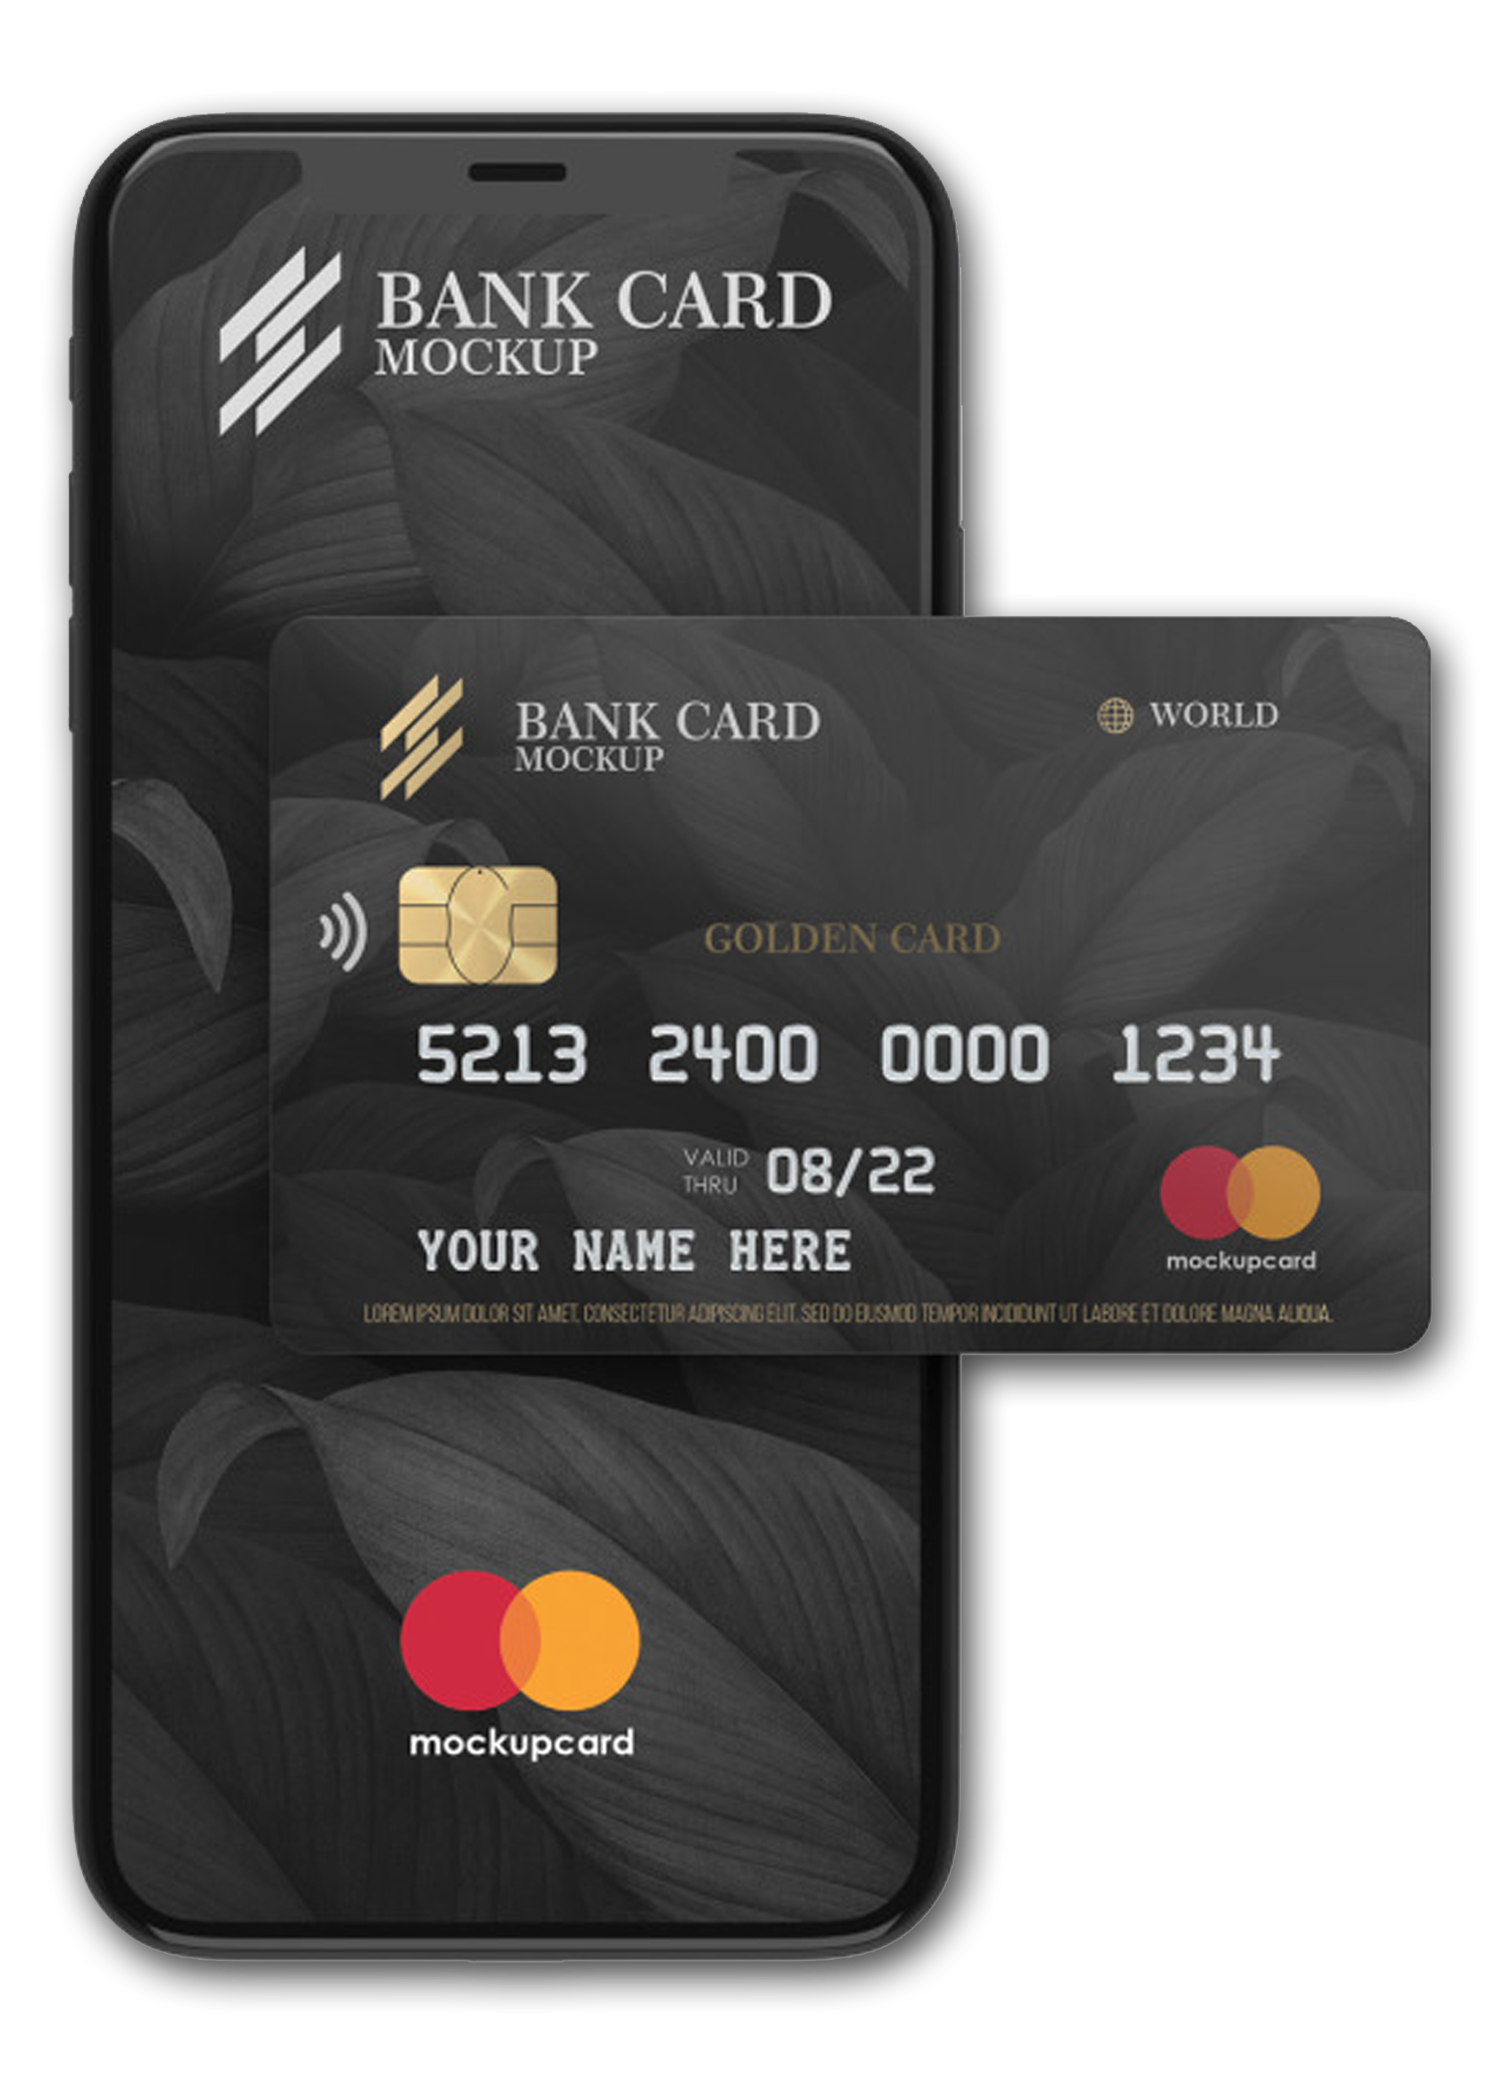 BANK CARD
MOCKUP
BANK CARD
MOCKUP
WORLD
GOLDEN CARD
5213 2400 0000 1234
VALID
THRU
08/22
YOUR NAME HERE
mockupcard
LOREM IPSUM DOLOR SIT AMET. CONSECTETUR ADIPISCING ELIT. SED DO EIUSMOD TEMPOR INCIDIDUNT UT LABORE ET DOLORE MAGNA ALIQUA.
mockupcard